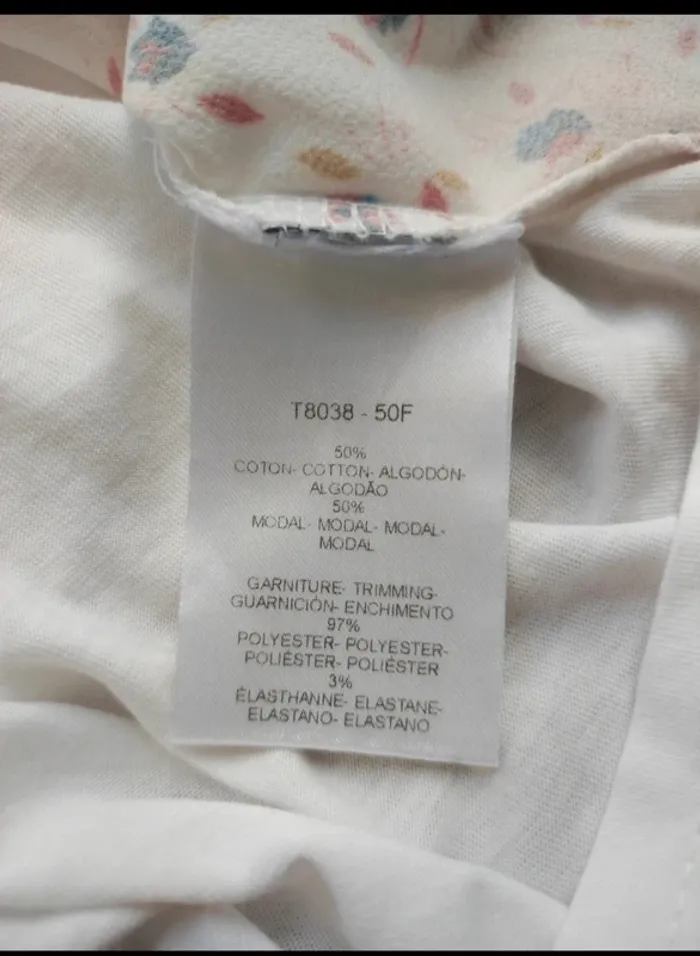 T8038 - 50F
50%
COTON- COTTON- ALGODÓN-
ALGODÃO
50%
MODAL- MODAL- MODAL-
MODAL
GARNITURE- TRIMMING-
GUARNICIÓN- ENCHIMENTO
97%
POLYESTER- POLYESTER-
POLIÉSTER- POLIÉSTER
3%
ÉLASTHANNE- ELASTANE-
ELASTANO- ELASTANO